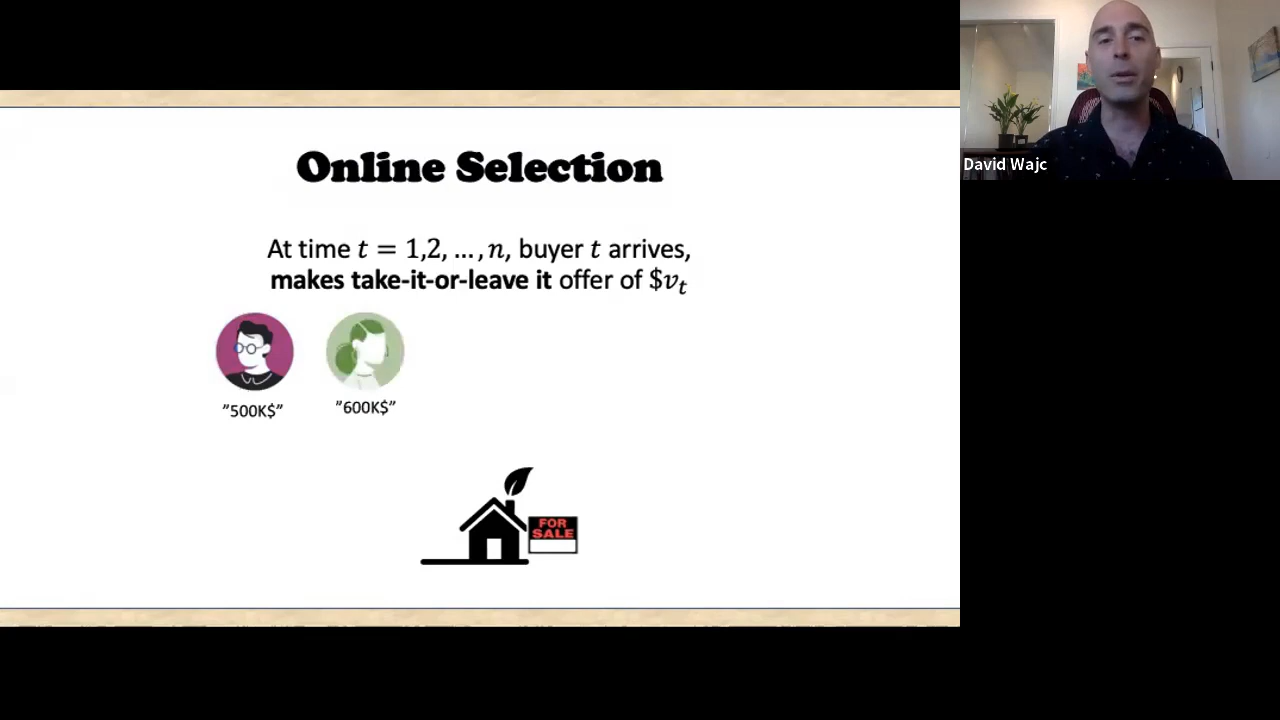 Online Selection
At time t = 1,2, …, n, buyer t arrives,
makes take-it-or-leave it offer of $vₜ
”500K$”
”600K$”
FOR
SALE
David Wajc